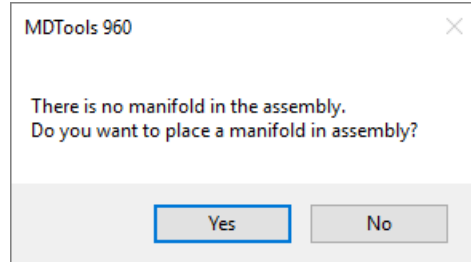 MDTools 960
There is no manifold in the assembly.
Do you want to place a manifold in assembly?
Yes
No